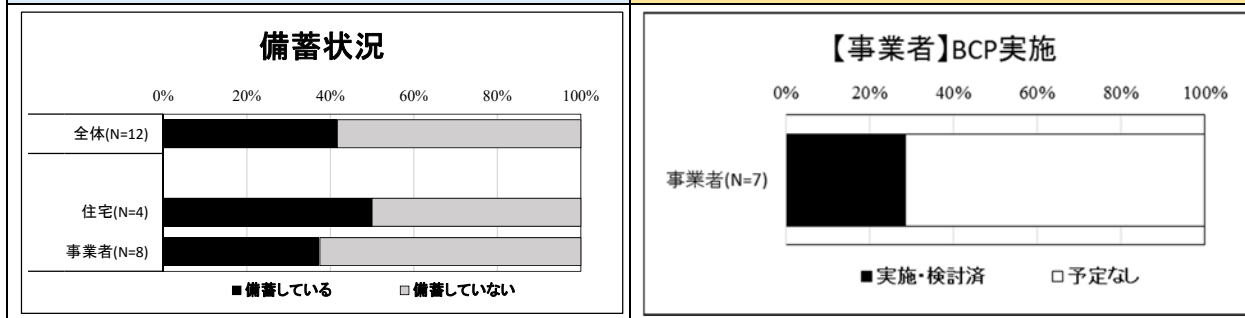 備蓄状況
0% 20% 40% 60% 80% 100%
全体(N=12)
住宅(N=4)
事業者(N=8)
■備蓄している □備蓄していない
【事業者】BCP実施
0% 20% 40% 60% 80% 100%
事業者(N=7)
■実施・検討済 □予定なし